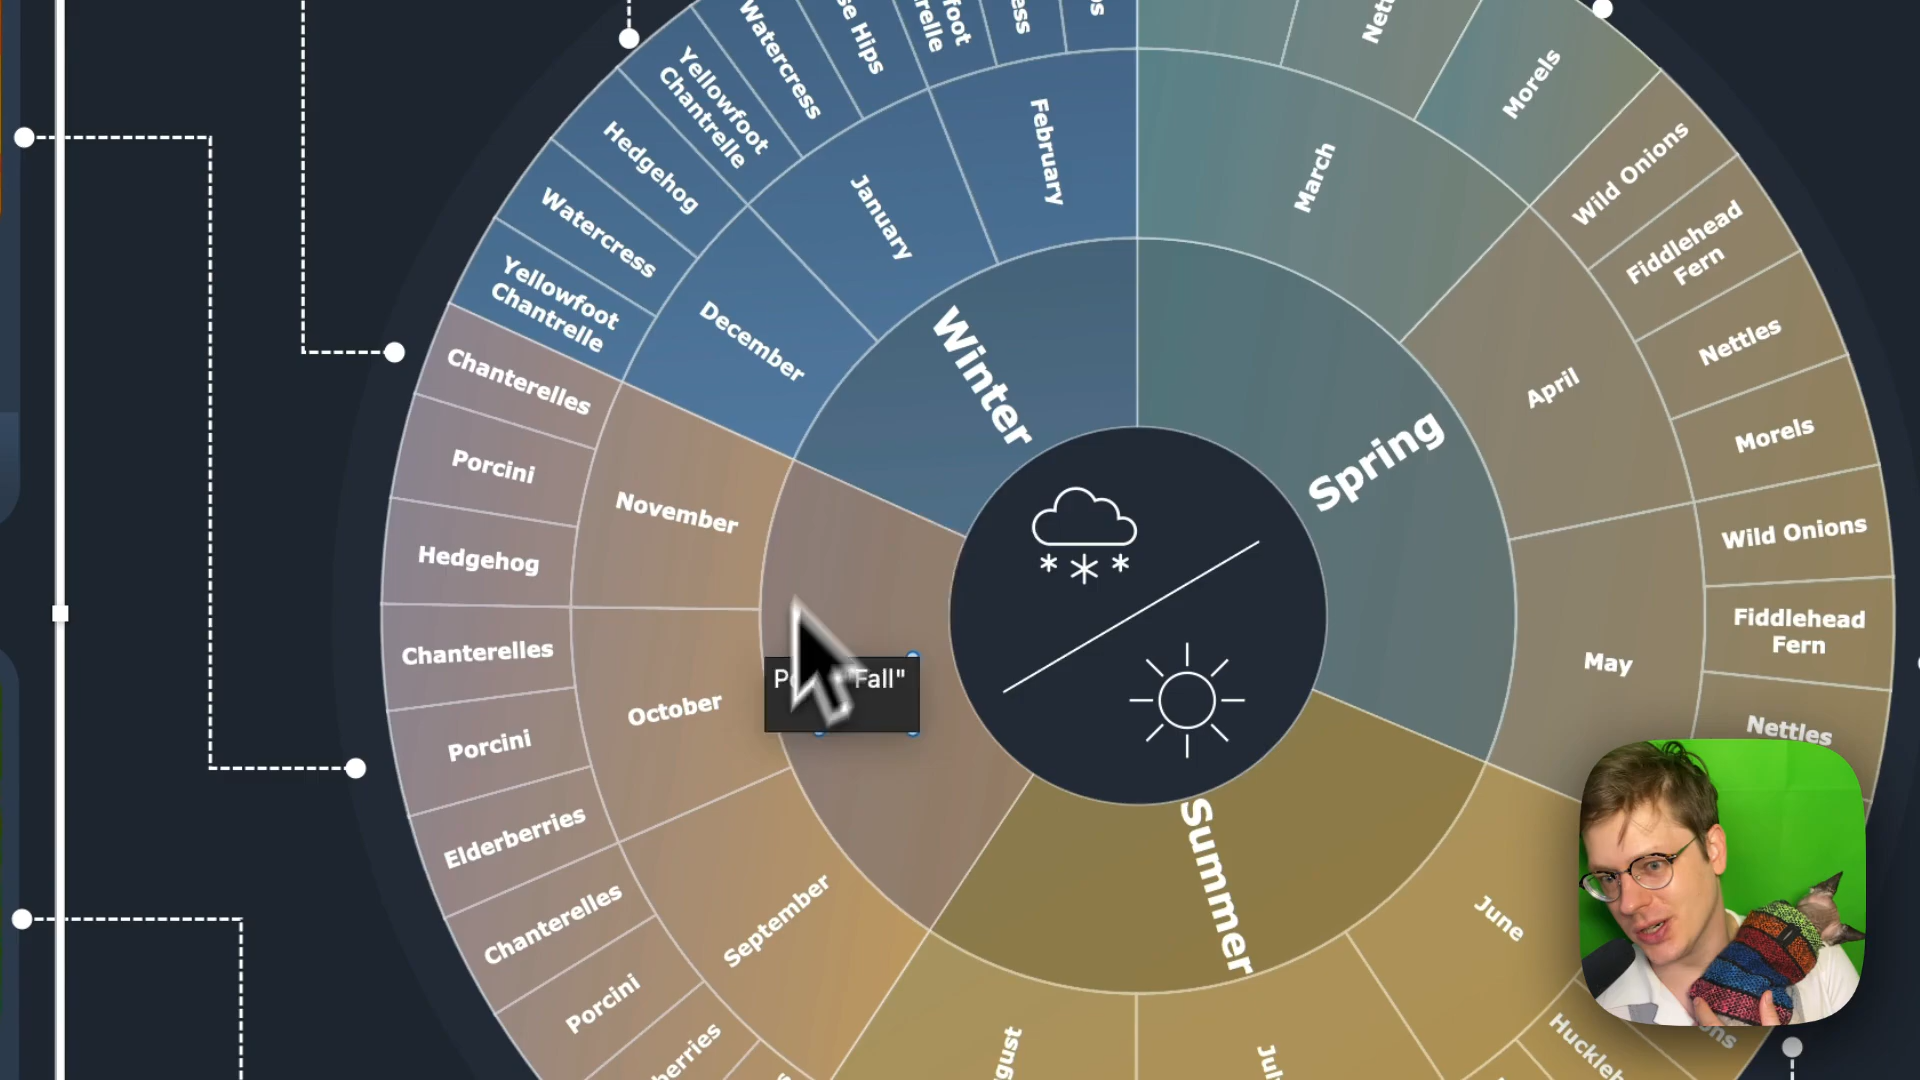 Watercress
Hips
Yellowfoot
Chantrelle
Hedgehog
Watercress
Yellowfoot
Chantrelle
January
February
December
Winter
March
Morels
Wild Onions
Fiddlehead
Fern
Nettles
Morels
April
Spring
Wild Onions
Fiddlehead
Fern
Nettles
May
Chanterelles
Porcini
Hedgehog
November
Chanterelles
Porcini
Elderberries
October
Fall"
Chanterelles
Porcini
September
Summer
June